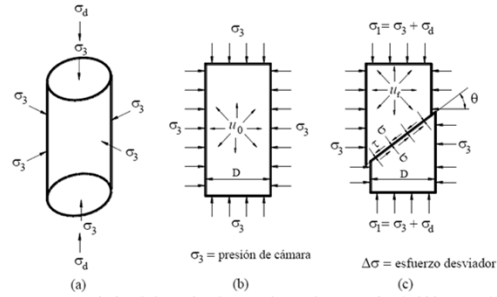 σd
σ3
σ3
σ3
σ3
σ3
σ3
σd
(a)
σ3
σ3
u0
σ3
D
σ3
σ3 = presión de cámara
(b)
σ1= σ3 + σd
uf
θ
τ
σ
σ
σ3
σ3
D
σ1= σ3 + σd
Δσ = esfuerzo desviador
(c)